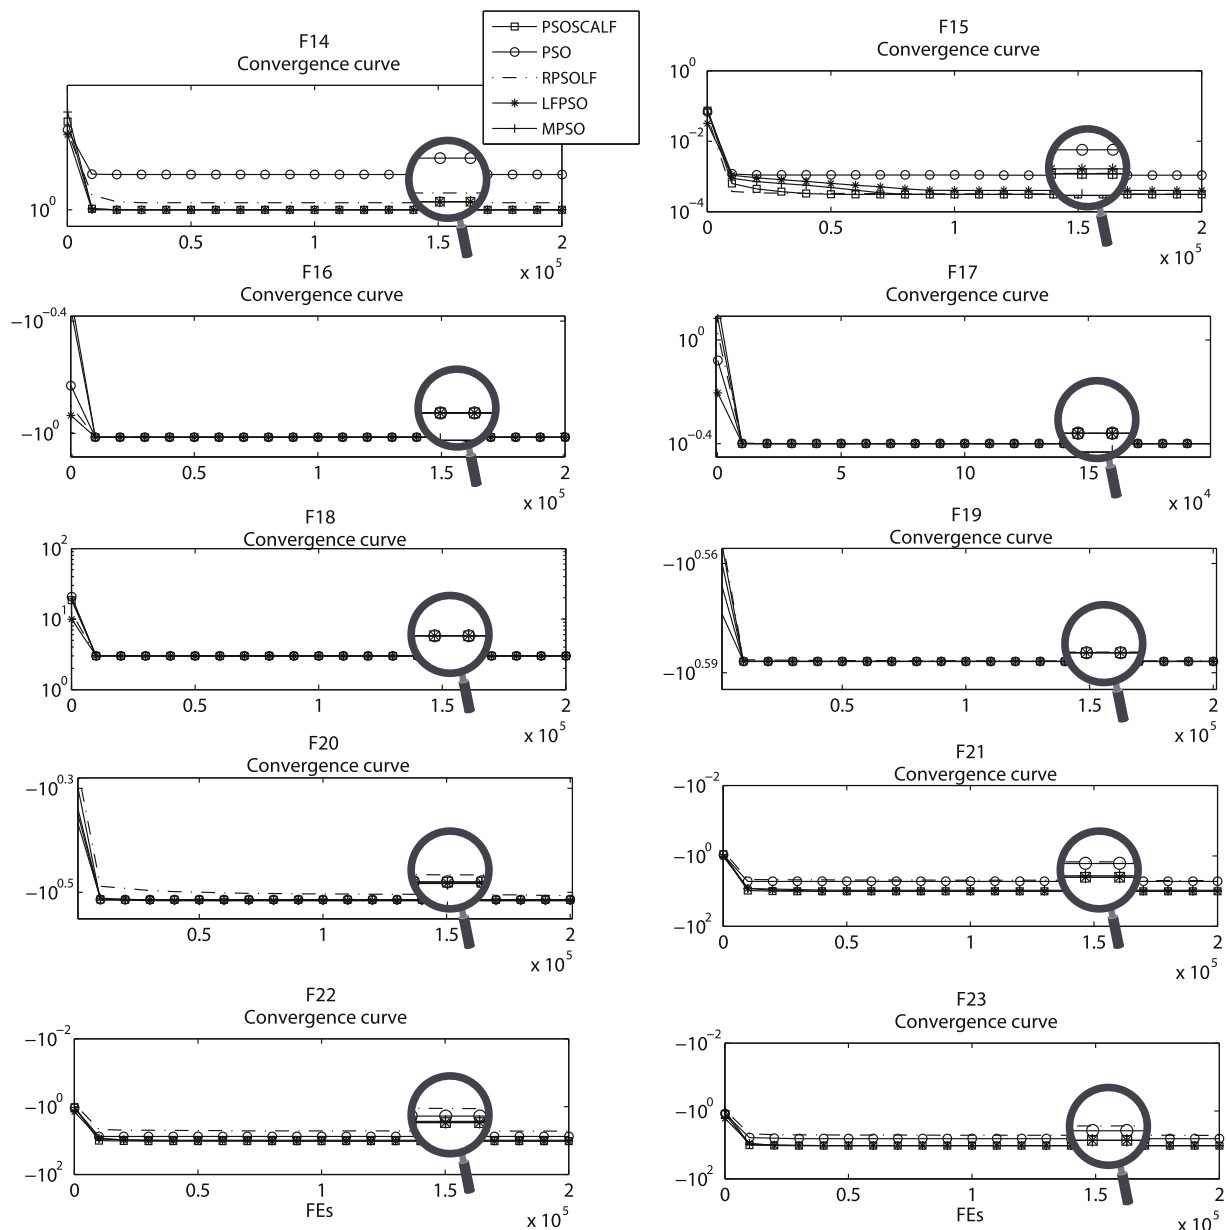 PSOSCALF
PSO
RPSOLF
LFPSO
MPSO
F14
Convergence curve
10^0
0 0.5 1 1.5 2
x 10^5
F15
Convergence curve
10^0
10^-2
10^-4
0 0.5 1 1.5 2
x 10^5
F16
Convergence curve
−10^-0.4
−10^0
0 0.5 1 1.5 2
x 10^5
F17
Convergence curve
10^0
10^-0.4
0 5 10 15
x 10^4
F18
Convergence curve
10^2
10^1
10^0
0 0.5 1 1.5 2
x 10^5
F19
Convergence curve
−10^0.56
−10^0.59
0.5 1 1.5 2
x 10^5
F20
Convergence curve
−10^0.3
−10^0.5
0.5 1 1.5 2
x 10^5
F21
Convergence curve
−10^-2
−10^0
−10^2
0 0.5 1 1.5 2
x 10^5
F22
Convergence curve
−10^-2
−10^0
−10^2
0 0.5 1 1.5 2
FEs
x 10^5
F23
Convergence curve
−10^-2
−10^0
−10^2
0 0.5 1 1.5 2
FEs
x 10^5